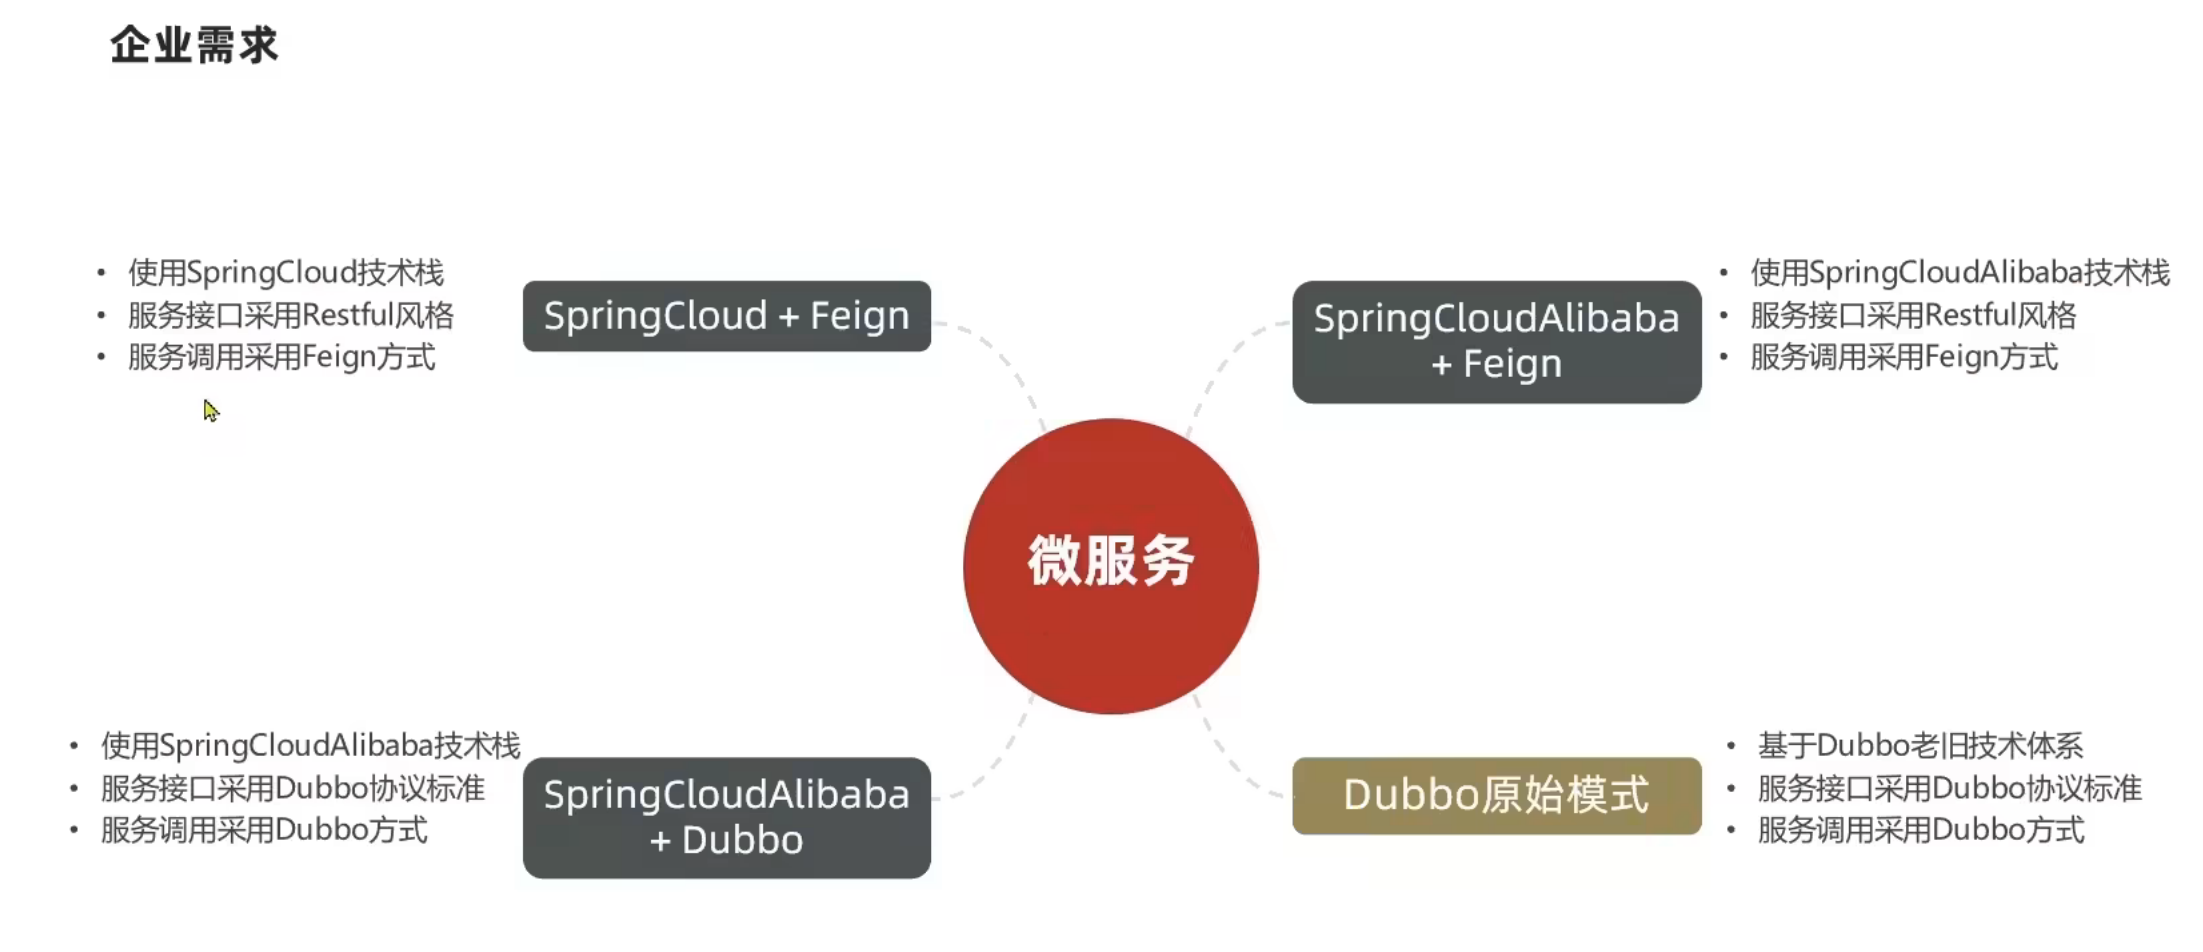 企业需求
• 使用SpringCloud技术栈
• 服务接口采用Restful风格
• 服务调用采用Feign方式
SpringCloud + Feign
SpringCloudAlibaba
+ Feign
• 使用SpringCloudAlibaba技术栈
• 服务接口采用Restful风格
• 服务调用采用Feign方式
微服务
• 使用SpringCloudAlibaba技术栈
• 服务接口采用Dubbo协议标准
• 服务调用采用Dubbo方式
SpringCloudAlibaba
+ Dubbo
Dubbo原始模式
• 基于Dubbo老旧技术体系
• 服务接口采用Dubbo协议标准
• 服务调用采用Dubbo方式